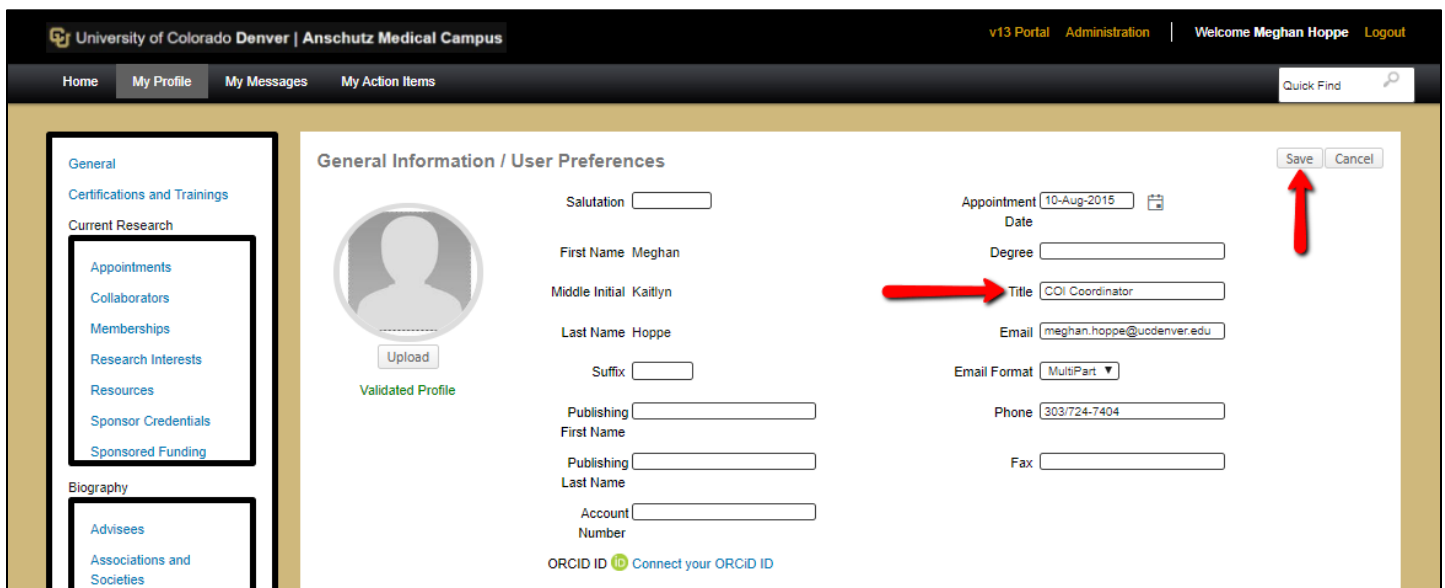 University of Colorado Denver | Anschutz Medical Campus
v13 Portal Administration | Welcome Meghan Hoppe Logout
Home My Profile My Messages My Action Items
Quick Find
General
Certifications and Trainings
Current Research
Appointments
Collaborators
Memberships
Research Interests
Resources
Sponsor Credentials
Sponsored Funding
Biography
Advisees
Associations and
Societies
General Information / User Preferences
Save Cancel
Upload
Validated Profile
Salutation
First Name Meghan
Middle Initial Kaitlyn
Last Name Hoppe
Suffix
Publishing
First Name
Publishing
Last Name
Account
Number
ORCID ID iD Connect your ORCiD ID
Appointment 10-Aug-2015
Date
Degree
Title COI Coordinator
Email meghan.hoppe@ucdenver.edu
Email Format MultiPart
Phone 303/724-7404
Fax